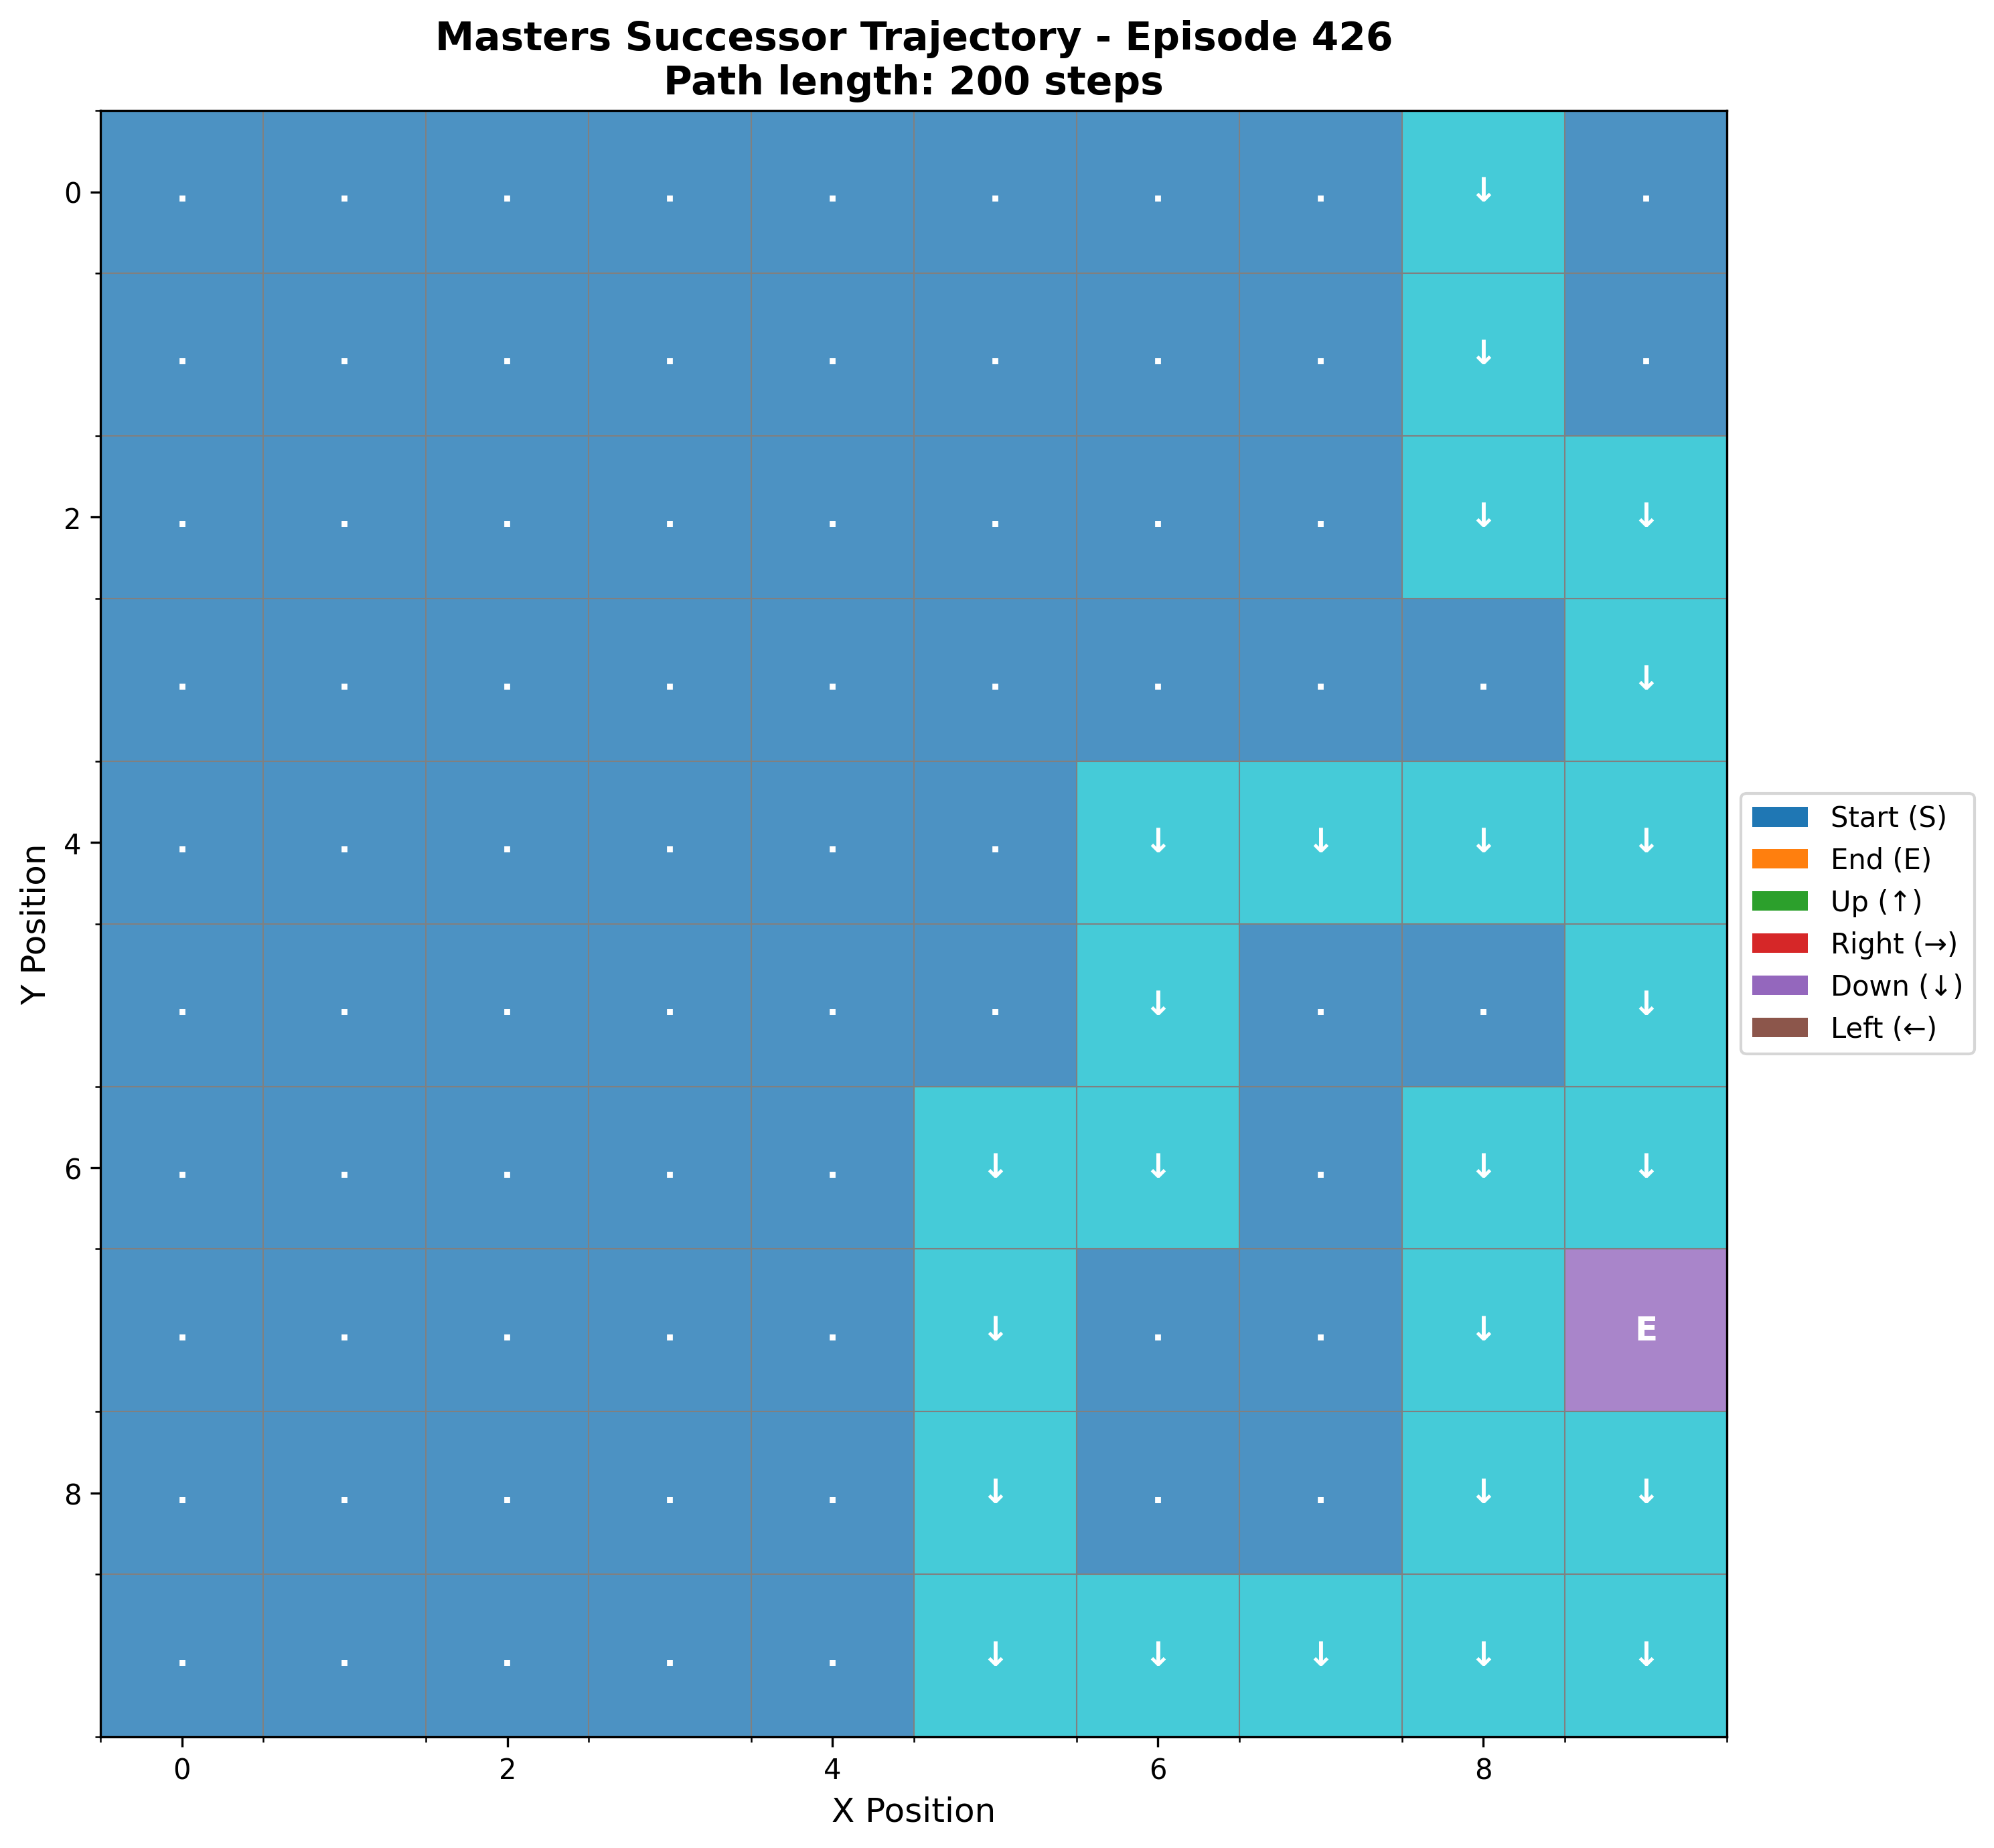 Masters Successor Trajectory - Episode 426
Path length: 200 steps
0 . . . . . . . . ↓ .
. . . . . . . . ↓ .
2 . . . . . . . . ↓ ↓
. . . . . . . . . ↓
4 . . . . . . ↓ ↓ ↓ ↓
. . . . . . ↓ . . ↓
6 . . . . . ↓ ↓ . ↓ ↓
. . . . . ↓ . . ↓ E
8 . . . . . ↓ . . ↓ ↓
. . . . . ↓ ↓ ↓ ↓ ↓
0 2 4 6 8
X Position
Y Position
Start (S)
End (E)
Up (↑)
Right (→)
Down (↓)
Left (←)